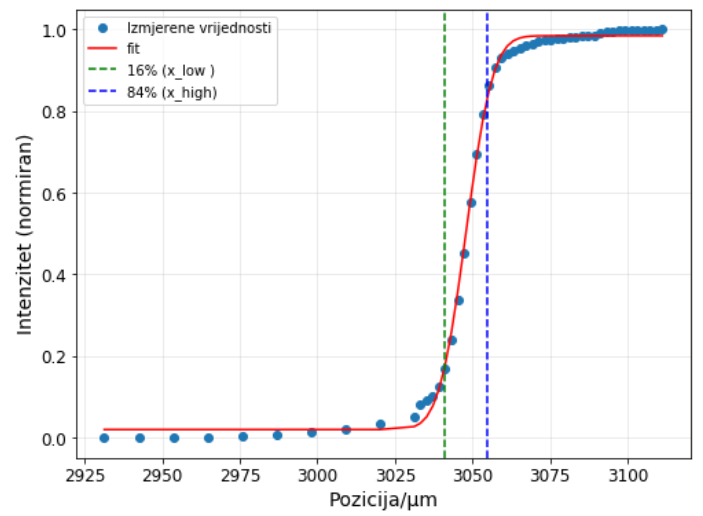 Izmjerene vrijednosti
fit
16% (x_low )
84% (x_high)
1.0
0.8
0.6
0.4
0.2
0.0
Intenzitet (normiran)
2925 2950 2975 3000 3025 3050 3075 3100
Pozicija/μm